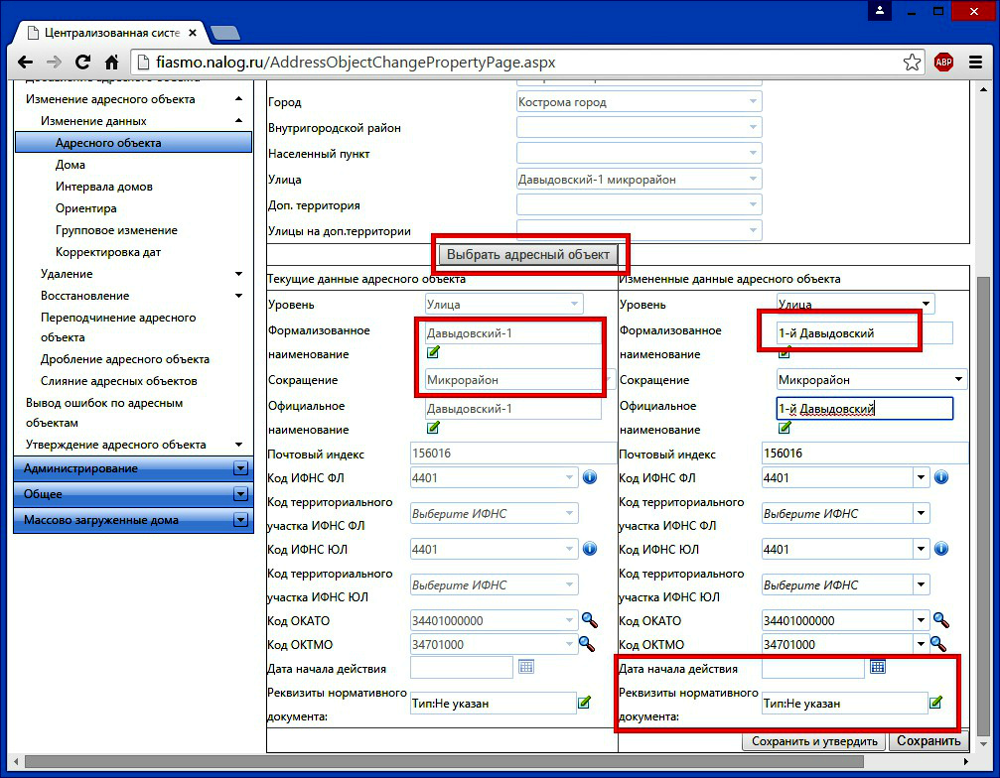 Централизованная систе
fiasmo.nalog.ru/AddressObjectChangePropertyPage.aspx
ABP
Изменение адресного объекта
Изменение данных
Адресного объекта
Дома
Интервала домов
Ориентира
Групповое изменение
Корректировка дат
Удаление
Восстановление
Переподчинение адресного
объекта
Дробление адресного объекта
Слияние адресных объектов
Вывод ошибок по адресным
объектам
Утверждение адресного объекта
Администрирование
Общее
Массово загруженные дома
Город Костромa город
Внутригородской район
Населенный пункт
Улица Давыдовский-1 микрорайон
Доп. территория
Улицы на доп.территории
Выбрать адресный объект
Текущие данные адресного объекта
Уровень Улица
Формализованное Давыдовский-1
наименование
Сокращение Микрорайон
Официальное Давыдовский-1
наименование
Почтовый индекс 156016
Код ИФНС ФЛ 4401
Код территориального
участка ИФНС ФЛ Выберите ИФНС
Код ИФНС ЮЛ 4401
Код территориального
участка ИФНС ЮЛ Выберите ИФНС
Код ОКАТО 34401000000
Код ОКТМО 34701000
Дата начала действия
Реквизиты нормативного
документа: Тип:Не указан
Измененные данные адресного объекта
Уровень Улица
Формализованное 1-й Давыдовский
наименование
Сокращение Микрорайон
Официальное 1-й Давыдовский
наименование
Почтовый индекс 156016
Код ИФНС ФЛ 4401
Код территориального
участка ИФНС ФЛ Выберите ИФНС
Код ИФНС ЮЛ 4401
Код территориального
участка ИФНС ЮЛ Выберите ИФНС
Код ОКАТО 34401000000
Код ОКТМО 34701000
Дата начала действия
Реквизиты нормативного
документа: Тип:Не указан
Сохранить и утвердить Сохранить